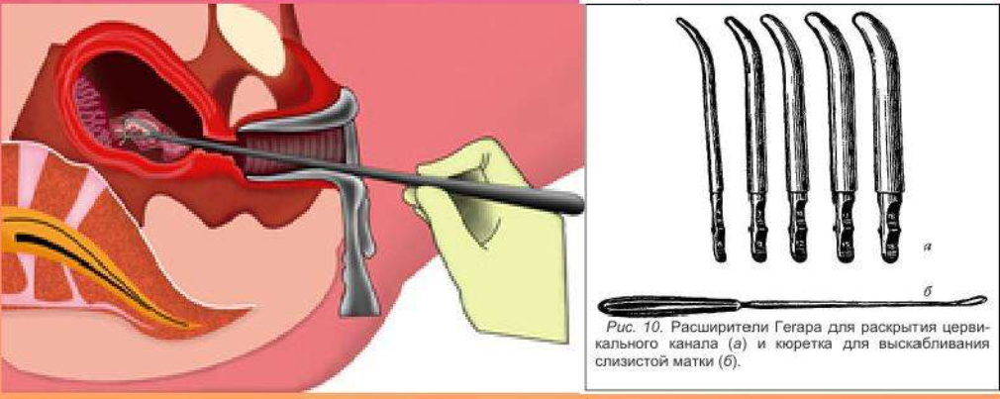 а
б
Рис. 10. Расширители Гегара для раскрытия церви-
кального канала (а) и кюретка для выскабливания
слизистой матки (б).